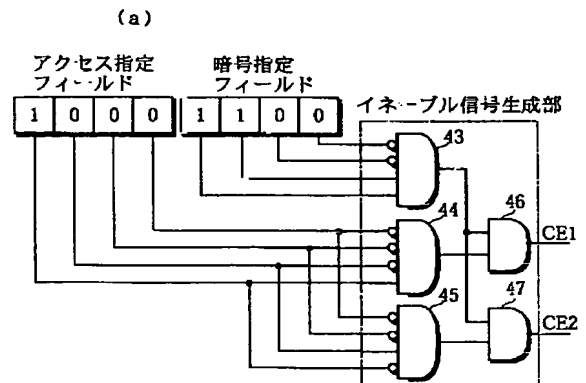 (a)
アクセス指定
フィールド
暗号指定
フィールド
1 0 0 0 1 1 0 0
イネーブル信号生成部
43
44
46
CE1
45
47
CE2